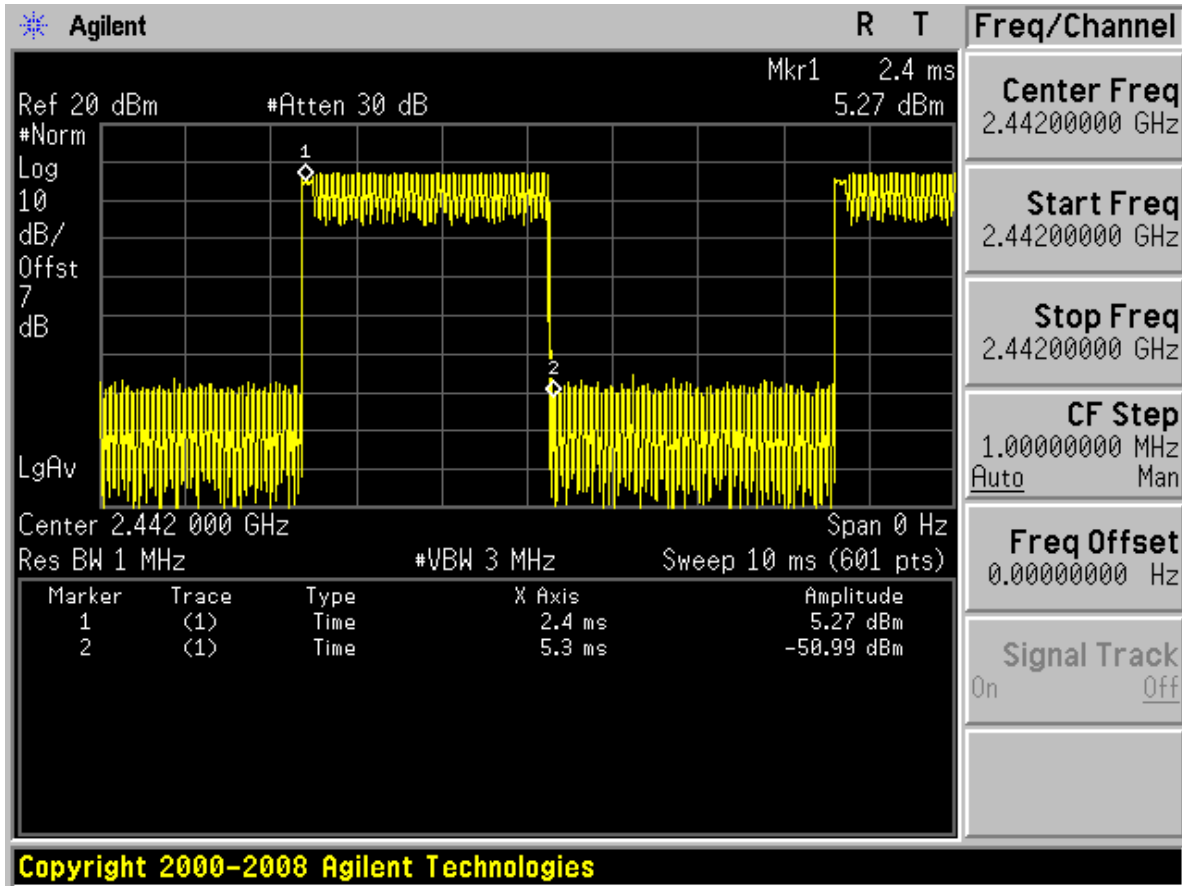 Agilent
R T
Freq/Channel
Mkr1 2.4 ms
Ref 20 dBm #Atten 30 dB 5.27 dBm
#Norm
Log
10
dB/
Offst
7
dB
LgAv
1
2
Center 2.442 000 GHz Span 0 Hz
Res BW 1 MHz #VBW 3 MHz Sweep 10 ms (601 pts)
Marker Trace Type X Axis Amplitude
1 (1) Time 2.4 ms 5.27 dBm
2 (1) Time 5.3 ms -50.99 dBm
Center Freq
2.44200000 GHz
Start Freq
2.44200000 GHz
Stop Freq
2.44200000 GHz
CF Step
1.00000000 MHz
Auto Man
Freq Offset
0.00000000 Hz
Signal Track
On Off
Copyright 2000-2008 Agilent Technologies